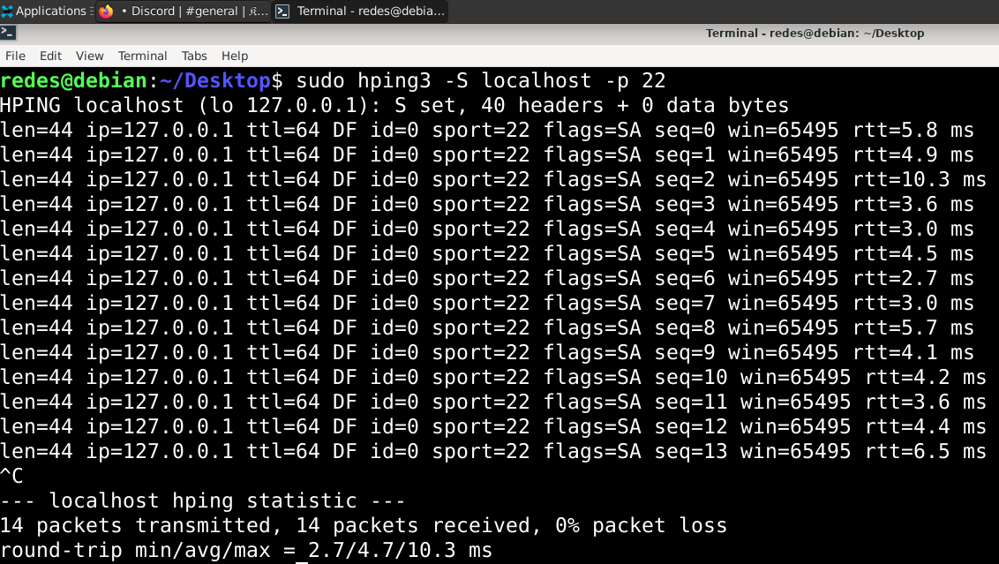 Applications
• Discord | #general | 𝔎...
Terminal - redes@debia...
Terminal - redes@debian: ~/Desktop
File Edit View Terminal Tabs Help
redes@debian:~/Desktop$ sudo hping3 -S localhost -p 22
HPING localhost (lo 127.0.0.1): S set, 40 headers + 0 data bytes
len=44 ip=127.0.0.1 ttl=64 DF id=0 sport=22 flags=SA seq=0 win=65495 rtt=5.8 ms
len=44 ip=127.0.0.1 ttl=64 DF id=0 sport=22 flags=SA seq=1 win=65495 rtt=4.9 ms
len=44 ip=127.0.0.1 ttl=64 DF id=0 sport=22 flags=SA seq=2 win=65495 rtt=10.3 ms
len=44 ip=127.0.0.1 ttl=64 DF id=0 sport=22 flags=SA seq=3 win=65495 rtt=3.6 ms
len=44 ip=127.0.0.1 ttl=64 DF id=0 sport=22 flags=SA seq=4 win=65495 rtt=3.0 ms
len=44 ip=127.0.0.1 ttl=64 DF id=0 sport=22 flags=SA seq=5 win=65495 rtt=4.5 ms
len=44 ip=127.0.0.1 ttl=64 DF id=0 sport=22 flags=SA seq=6 win=65495 rtt=2.7 ms
len=44 ip=127.0.0.1 ttl=64 DF id=0 sport=22 flags=SA seq=7 win=65495 rtt=3.0 ms
len=44 ip=127.0.0.1 ttl=64 DF id=0 sport=22 flags=SA seq=8 win=65495 rtt=5.7 ms
len=44 ip=127.0.0.1 ttl=64 DF id=0 sport=22 flags=SA seq=9 win=65495 rtt=4.1 ms
len=44 ip=127.0.0.1 ttl=64 DF id=0 sport=22 flags=SA seq=10 win=65495 rtt=4.2 ms
len=44 ip=127.0.0.1 ttl=64 DF id=0 sport=22 flags=SA seq=11 win=65495 rtt=3.6 ms
len=44 ip=127.0.0.1 ttl=64 DF id=0 sport=22 flags=SA seq=12 win=65495 rtt=4.4 ms
len=44 ip=127.0.0.1 ttl=64 DF id=0 sport=22 flags=SA seq=13 win=65495 rtt=6.5 ms
^C
--- localhost hping statistic ---
14 packets transmitted, 14 packets received, 0% packet loss
round-trip min/avg/max = 2.7/4.7/10.3 ms